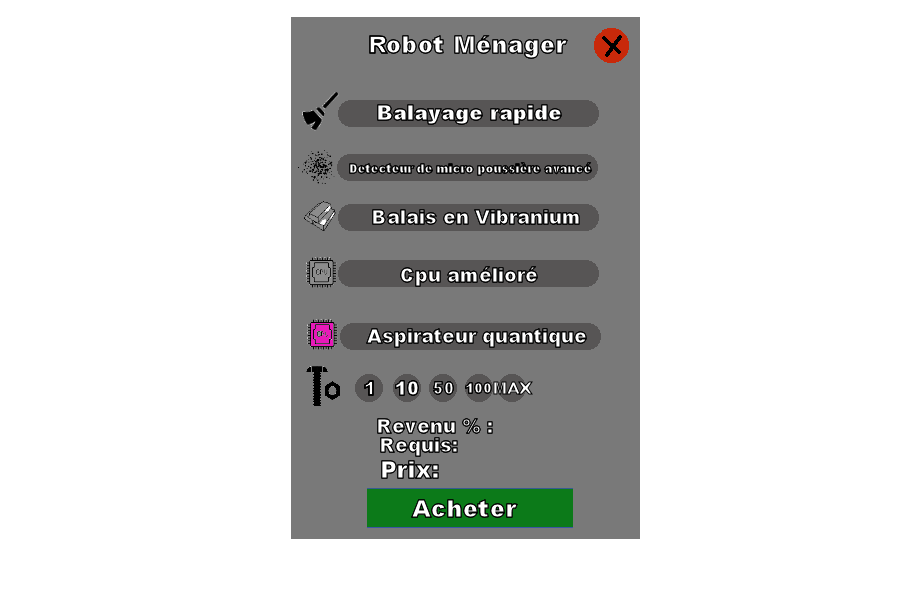 Robot Ménager
Balayage rapide
Detecteur de micro poussière avancé
Balais en Vibranium
CPU
Cpu amélioré
Aspirateur quantique
1 10 50 100 MAX
Revenu % :
Requis:
Prix:
Acheter